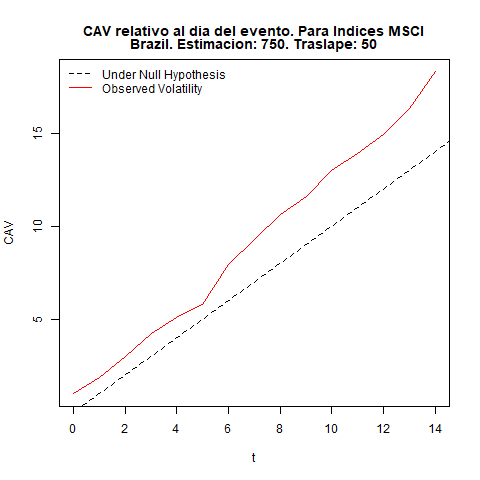 CAV relativo al dia del evento. Para Indices MSCI
Brazil. Estimacion: 750. Traslape: 50
Under Null Hypothesis
Observed Volatility
CAV
15
10
5
0 2 4 6 8 10 12 14
t